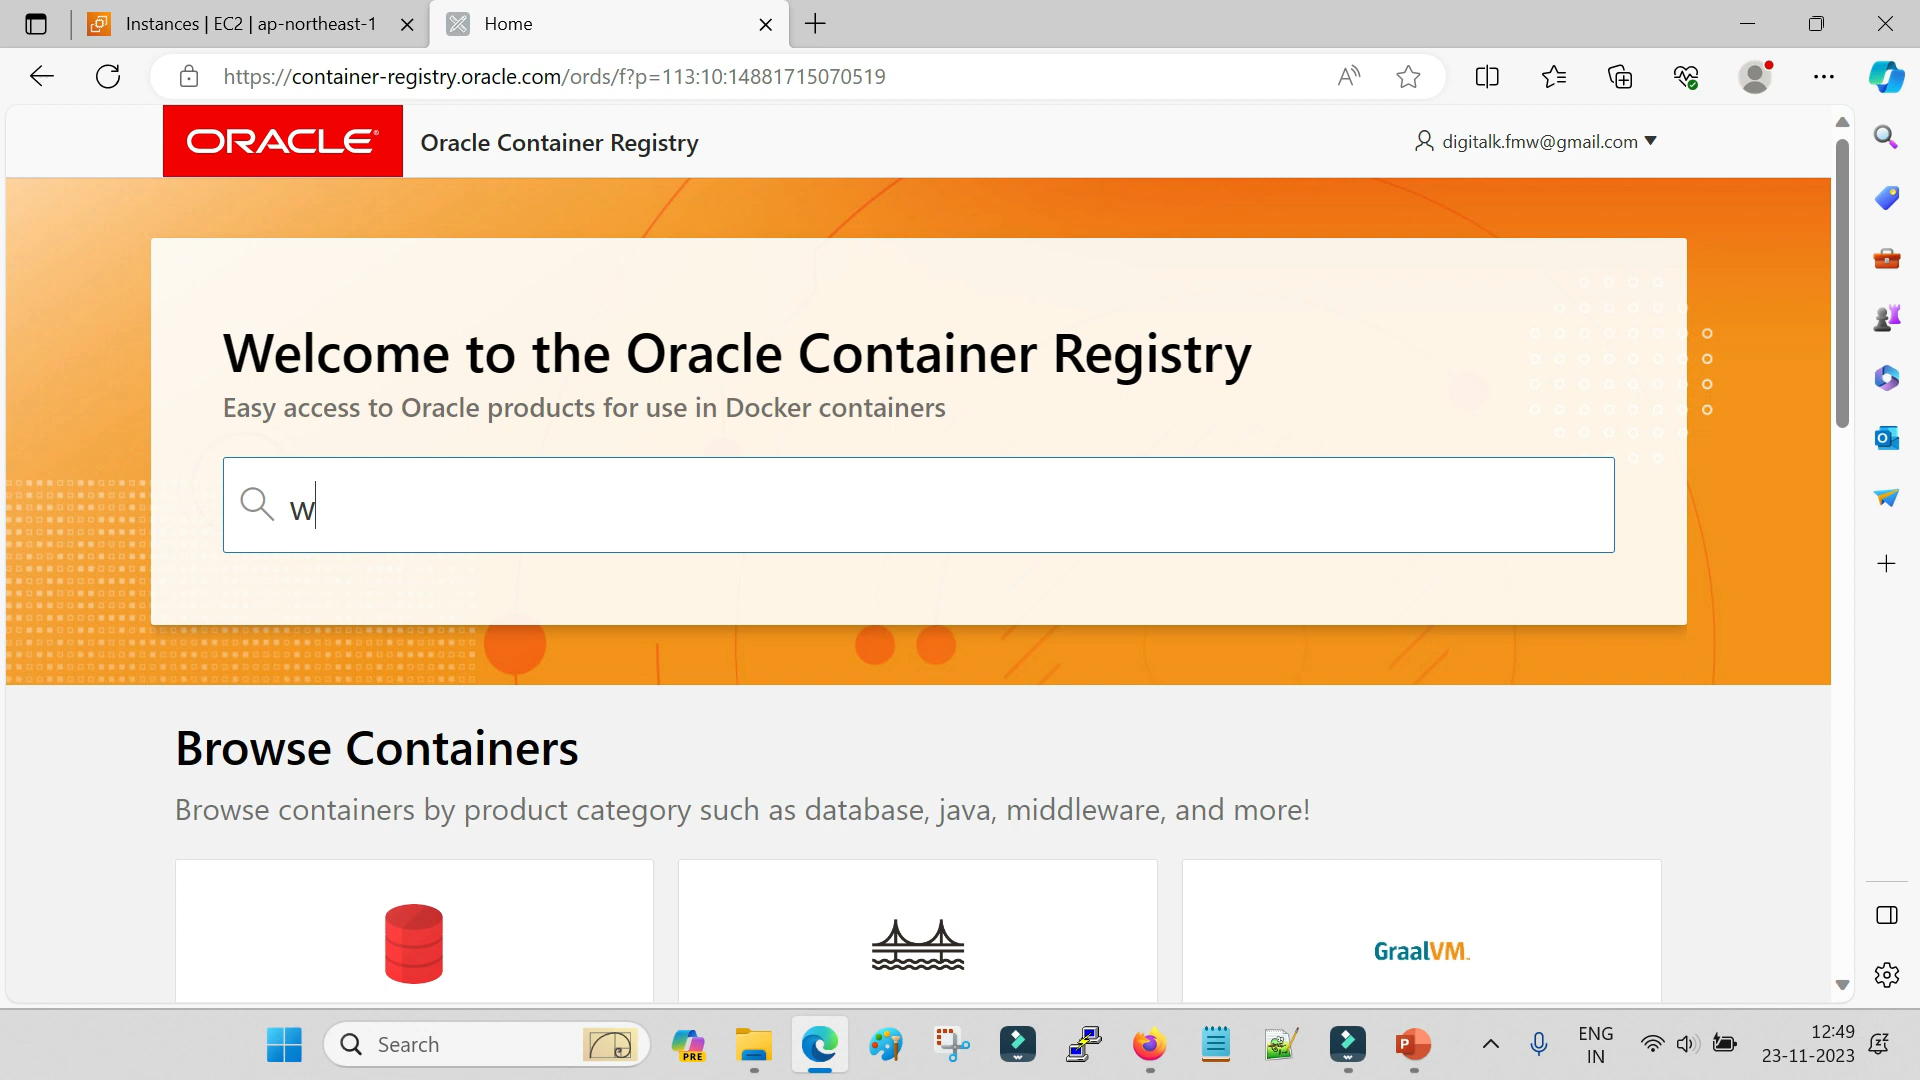 Instances | EC2 | ap-northeast-1
Home
https://container-registry.oracle.com/ords/f?p=113:10:14881715070519
ORACLE
Oracle Container Registry
digitalk.fmw@gmail.com
Welcome to the Oracle Container Registry
Easy access to Oracle products for use in Docker containers
w
Browse Containers
Browse containers by product category such as database, java, middleware, and more!
GraalVM.
Search
PRE
ENG
IN
12:49
23-11-2023